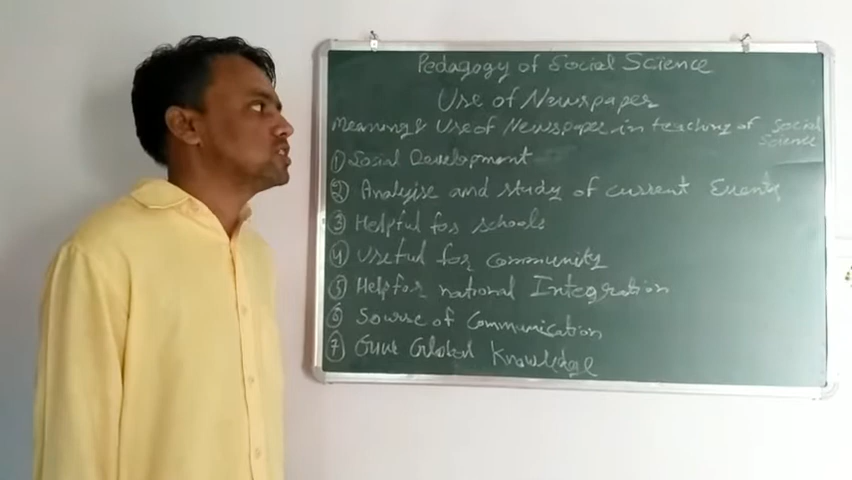 Pedagogy of Social Science
Use of Newspaper
Meaning & Use of Newspaper in teaching of Social Science
① Social Development
② Analyise and study of current Events
③ Helpful for schools
④ Useful for community
⑤ Help for national Integration
⑥ Sourse of Communication
⑦ Give Global Knowledge